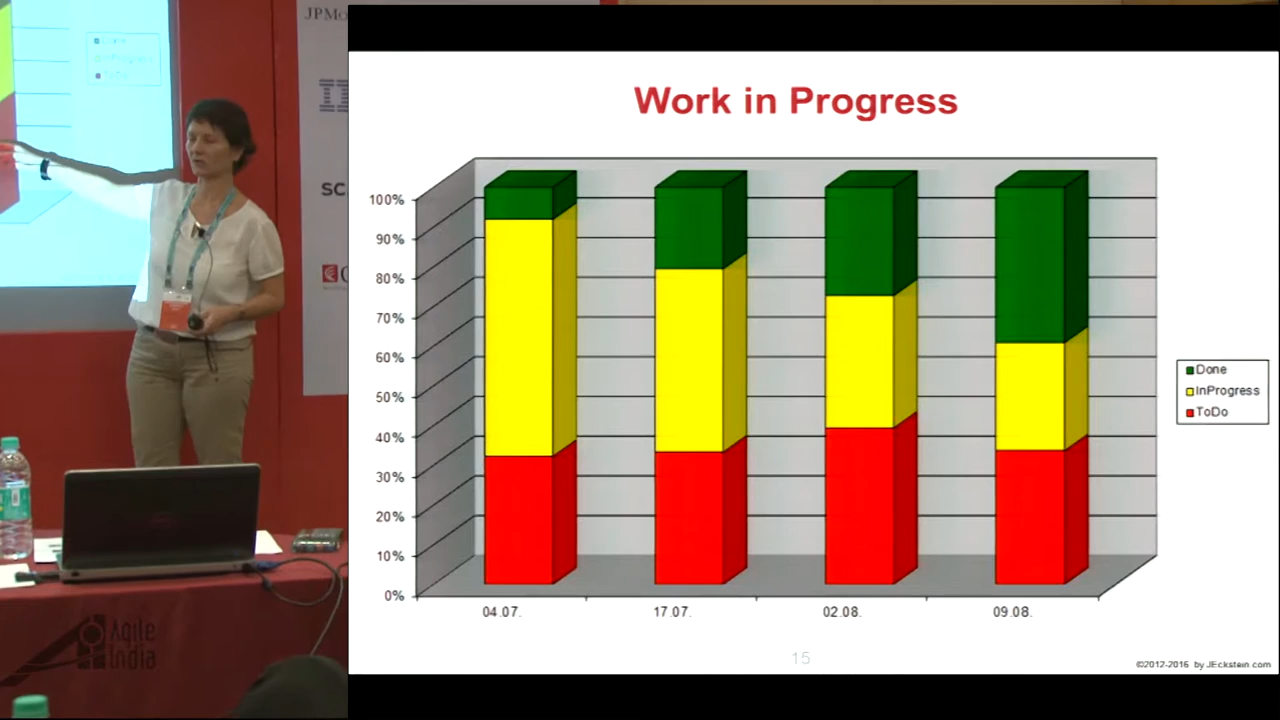 JPMo
SC
Agile
India
Work in Progress
100%
90%
80%
70%
60%
50%
40%
30%
20%
10%
0%
04.07.
17.07.
02.08.
09.08.
Done
InProgress
ToDo
15
©2012-2016 by JEckstein.com